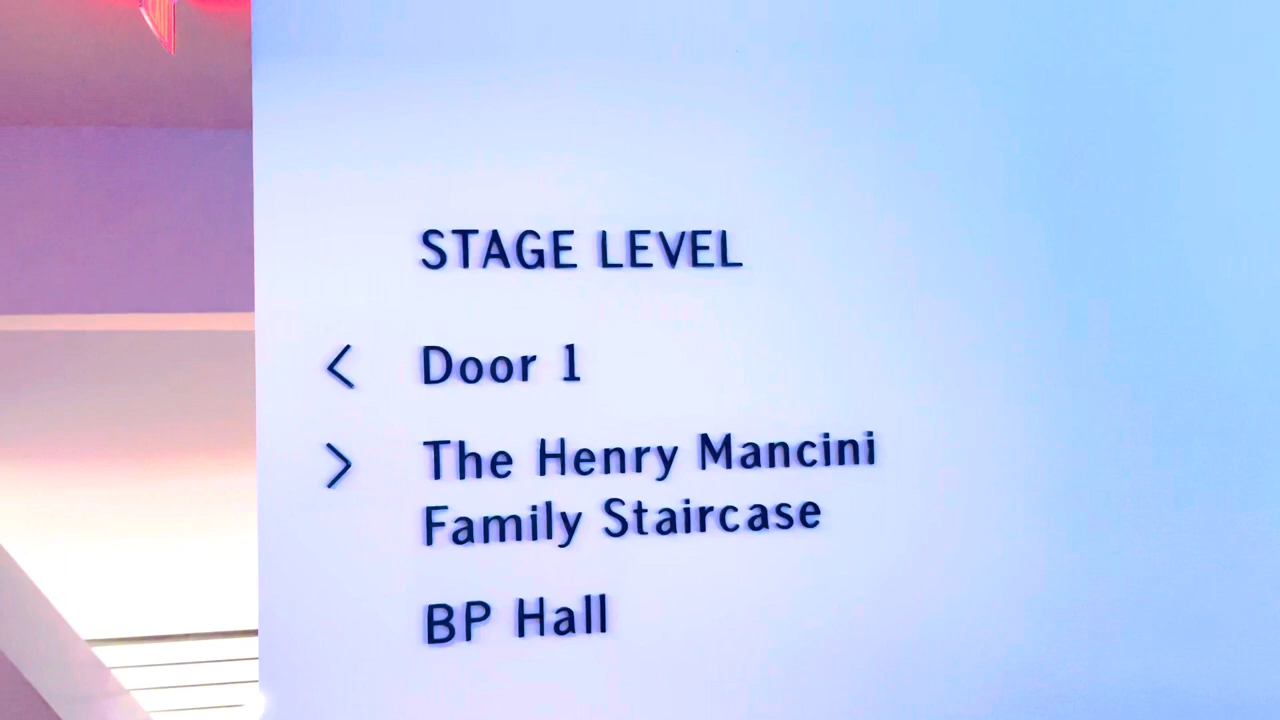 STAGE LEVEL
< Door 1
> The Henry Mancini
Family Staircase
BP Hall